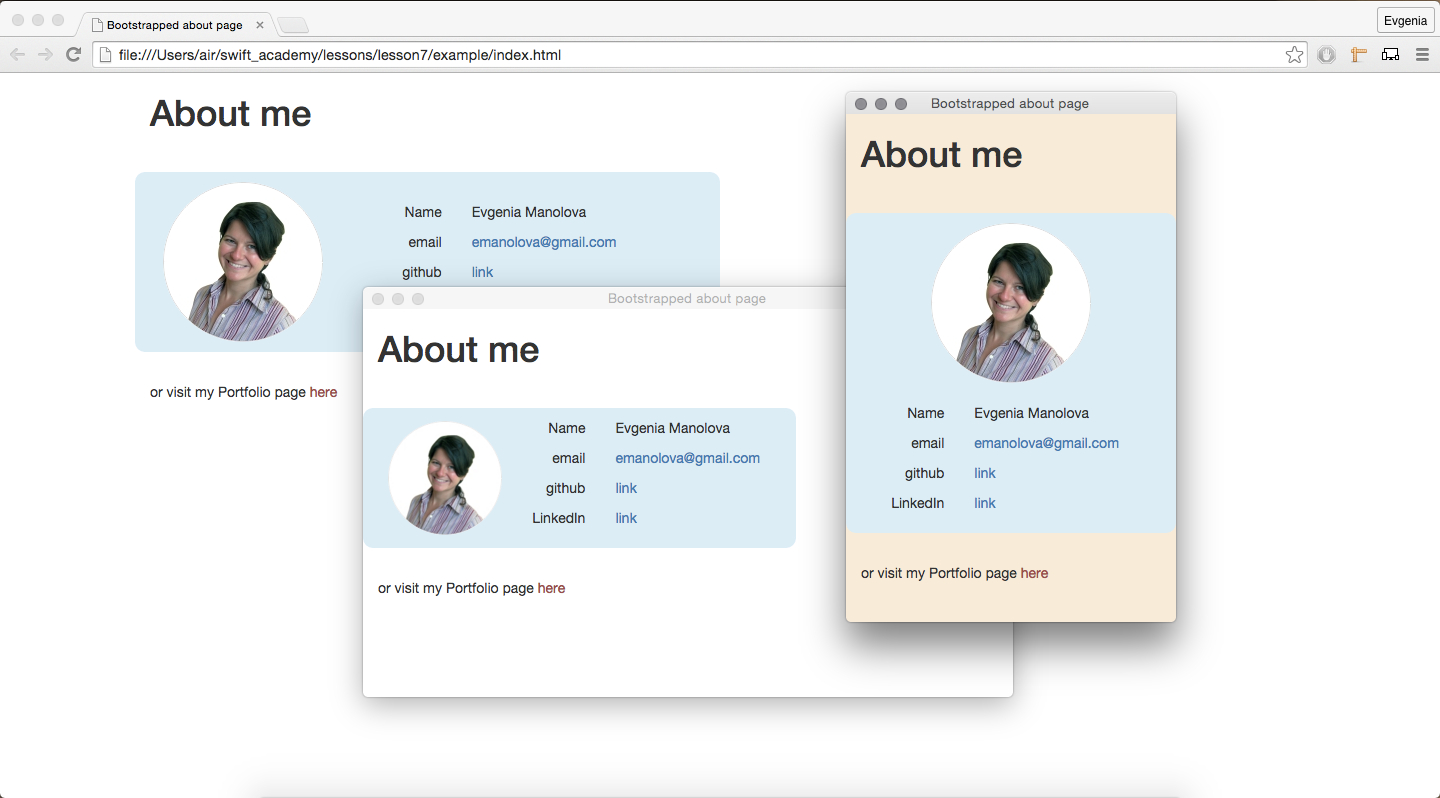 Bootstrapped about page
Evgenia
file:///Users/air/swift_academy/lessons/lesson7/example/index.html
About me
Name Evgenia Manolova
email emanolova@gmail.com
github link
or visit my Portfolio page here
Bootstrapped about page
About me
Name Evgenia Manolova
email emanolova@gmail.com
github link
LinkedIn link
or visit my Portfolio page here
Bootstrapped about page
About me
Name Evgenia Manolova
email emanolova@gmail.com
github link
LinkedIn link
or visit my Portfolio page here